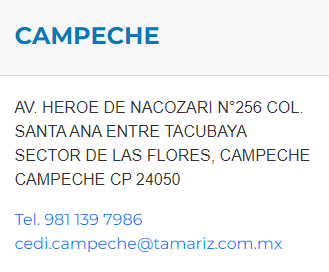 CAMPECHE
AV. HEROE DE NACOZARI N°256 COL.
SANTA ANA ENTRE TACUBAYA
SECTOR DE LAS FLORES, CAMPECHE
CAMPECHE CP 24050
Tel. 981 139 7986
cedi.campeche@tamariz.com.mx